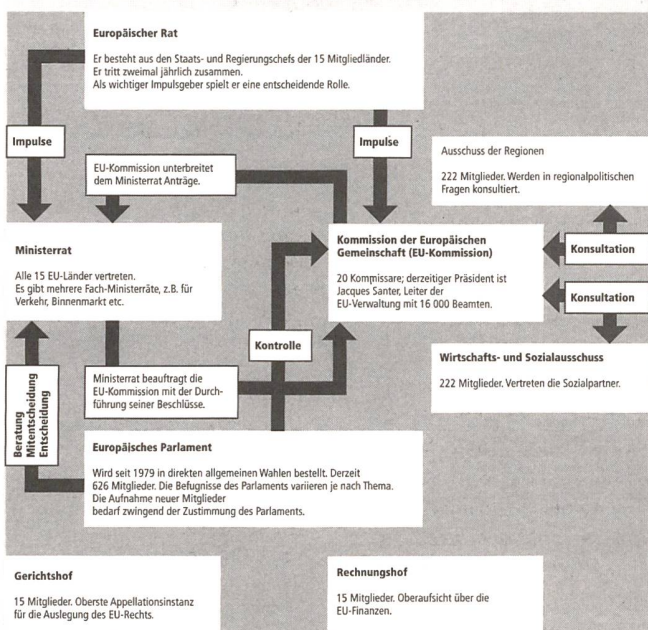 Europäischer Rat
Er besteht aus den Staats- und Regierungschefs der 15 Mitgliedländer.
Er tritt zweimal jährlich zusammen.
Als wichtiger Impulsgeber spielt er eine entscheidende Rolle.
Impulse
Impulse
EU-Kommission unterbreitet
dem Ministerrat Anträge.
Ausschuss der Regionen
222 Mitglieder. Werden in regionalpolitischen
Fragen konsultiert.
Ministerrat
Alle 15 EU-Länder vertreten.
Es gibt mehrere Fach-Ministerräte, z.B. für
Verkehr, Binnenmarkt etc.
Kommission der Europäischen
Gemeinschaft (EU-Kommission)
20 Kommissare; derzeitiger Präsident ist
Jacques Santer, Leiter der
EU-Verwaltung mit 16 000 Beamten.
Konsultation
Konsultation
Kontrolle
Wirtschafts- und Sozialausschuss
222 Mitglieder. Vertreten die Sozialpartner.
Ministerrat beauftragt die
EU-Kommission mit der Durch-
führung seiner Beschlüsse.
Beratung
Mitentscheidung
Entscheidung
Europäisches Parlament
Wird seit 1979 in direkten allgemeinen Wahlen bestellt. Derzeit
626 Mitglieder. Die Befugnisse des Parlaments variieren je nach Thema.
Die Aufnahme neuer Mitglieder
bedarf zwingend der Zustimmung des Parlaments.
Gerichtshof
15 Mitglieder. Oberste Appellationsinstanz
für die Auslegung des EU-Rechts.
Rechnungshof
15 Mitglieder. Oberaufsicht über die
EU-Finanzen.